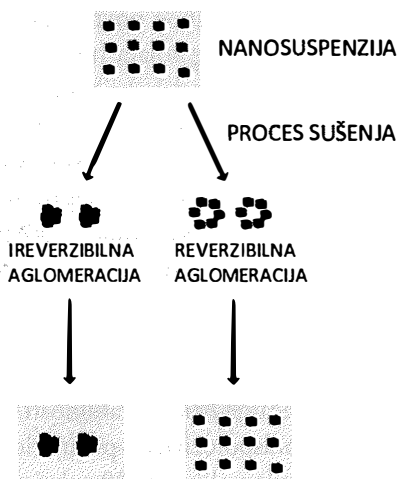 NANOSUSPENZIJA
PROCES SUŠENJA
IREVERZIBILNA
AGLOMERACIJA
REVERZIBILNA
AGLOMERACIJA